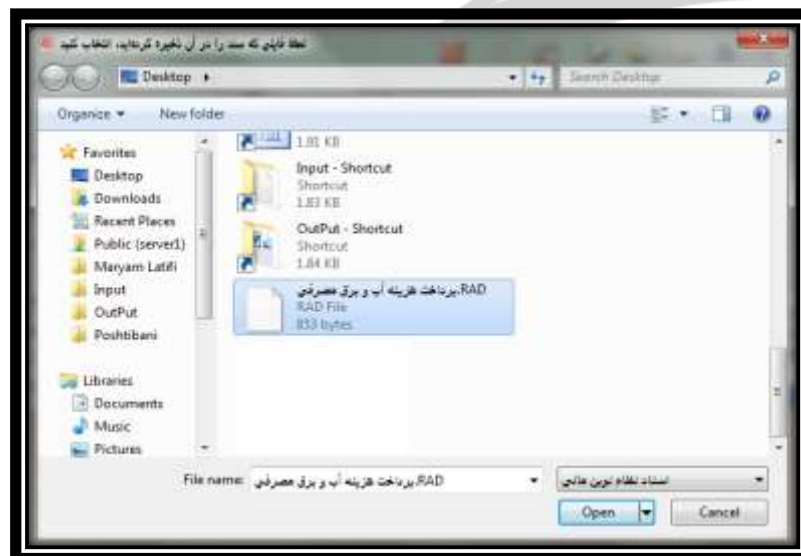 لطفا فایلی که سند را در آن ذخیره کرده‌اید، انتخاب کنید
Desktop
Search Desktop
Organize
New folder
Favorites
Desktop
Downloads
Recent Places
Public (server1)
Maryam Latifi
Input
OutPut
Poshtibani
Libraries
Documents
Music
Pictures
1.81 KB
Input - Shortcut
Shortcut
1.83 KB
OutPut - Shortcut
Shortcut
1.84 KB
پرداخت هزینه آب و برق مصرفی.RAD
RAD File
833 bytes
File name: پرداخت هزینه آب و برق مصرفی.RAD
اسناد نظام نوین مالی
Open
Cancel